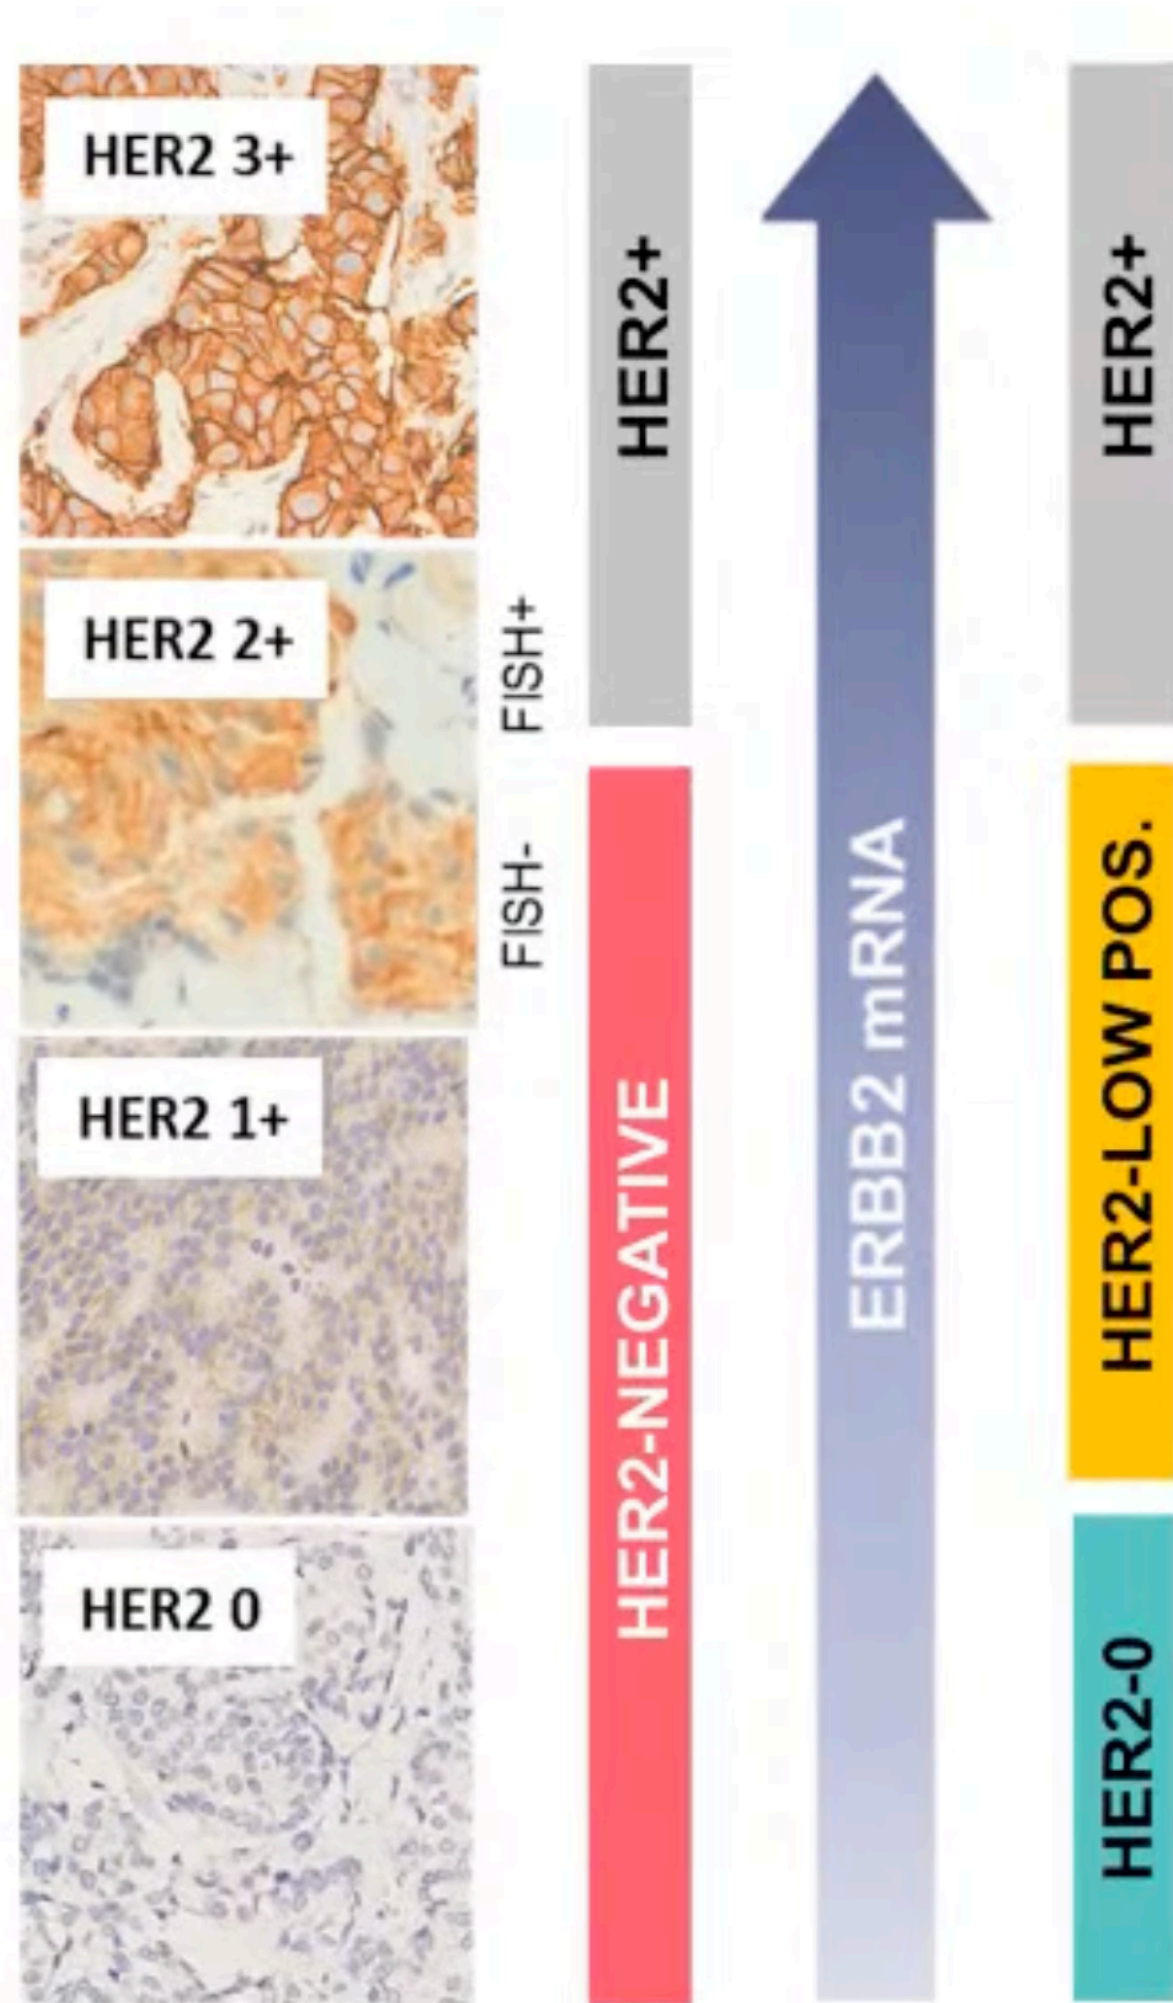 HER2 3+
HER2 2+
HER2 1+
HER2 0
FISH+
FISH-
HER2+
HER2-NEGATIVE
ERBB2 mRNA
HER2+
HER2-LOW POS.
HER2-0